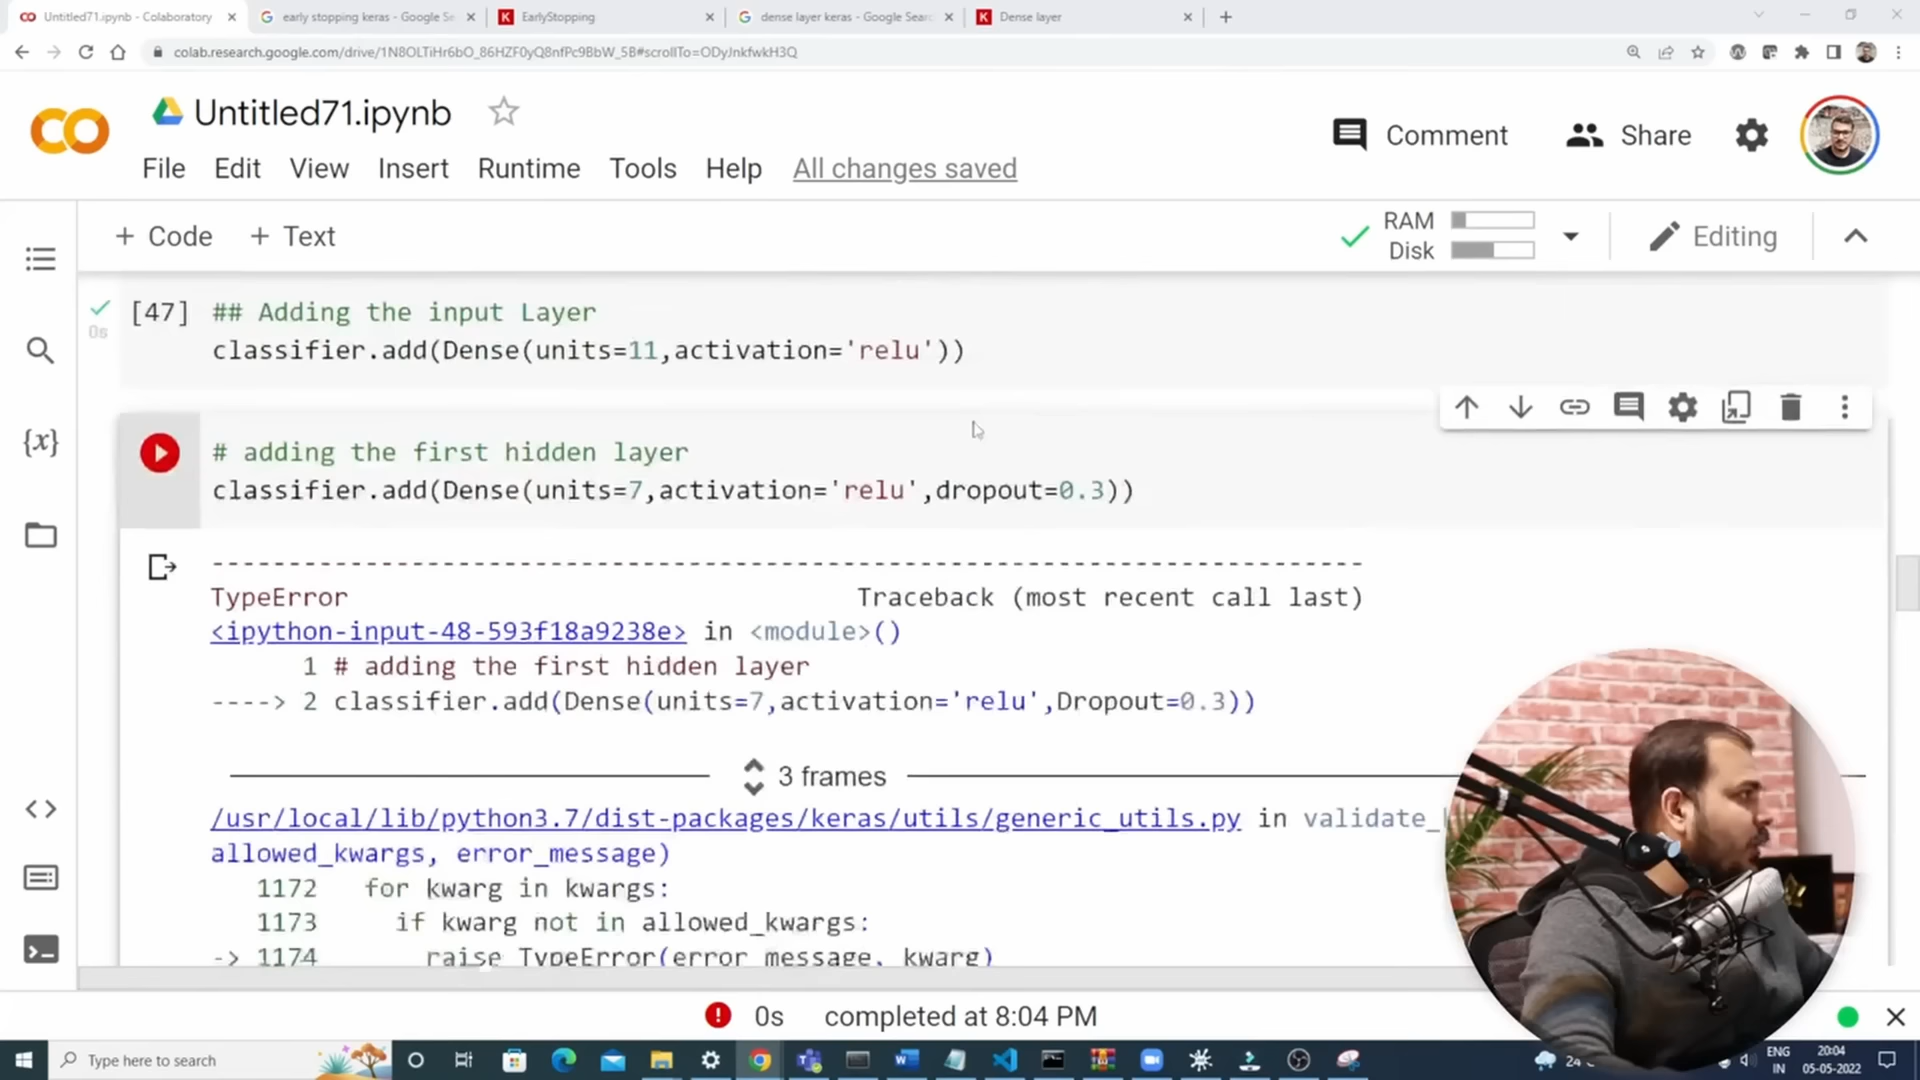 Untitled71.ipynb - Colaboratory
early stopping keras - Google Se
EarlyStopping
dense layer keras - Google Searc
Dense layer
colab.research.google.com/drive/1N8OLTiHr6bO_86HZF0yQ8nfPc9BbW_5B#scrollTo=ODyJnkfwkH3Q
Untitled71.ipynb
Comment
Share
File Edit View Insert Runtime Tools Help All changes saved
+ Code + Text
RAM
Disk
Editing
[47] ## Adding the input Layer
0s
classifier.add(Dense(units=11,activation='relu'))
# adding the first hidden layer
classifier.add(Dense(units=7,activation='relu',dropout=0.3))
{x}
---------------------------------------------------------------------------
TypeError Traceback (most recent call last)
<ipython-input-48-593f18a9238e> in <module>()
1 # adding the first hidden layer
----> 2 classifier.add(Dense(units=7,activation='relu',Dropout=0.3))
3 frames
/usr/local/lib/python3.7/dist-packages/keras/utils/generic_utils.py in validate_
allowed_kwargs, error_message)
1172 for kwarg in kwargs:
1173 if kwarg not in allowed_kwargs:
-> 1174 raise TypeError(error_message, kwarg)
0s completed at 8:04 PM
Type here to search
24
ENG
IN
20:04
05-05-2022